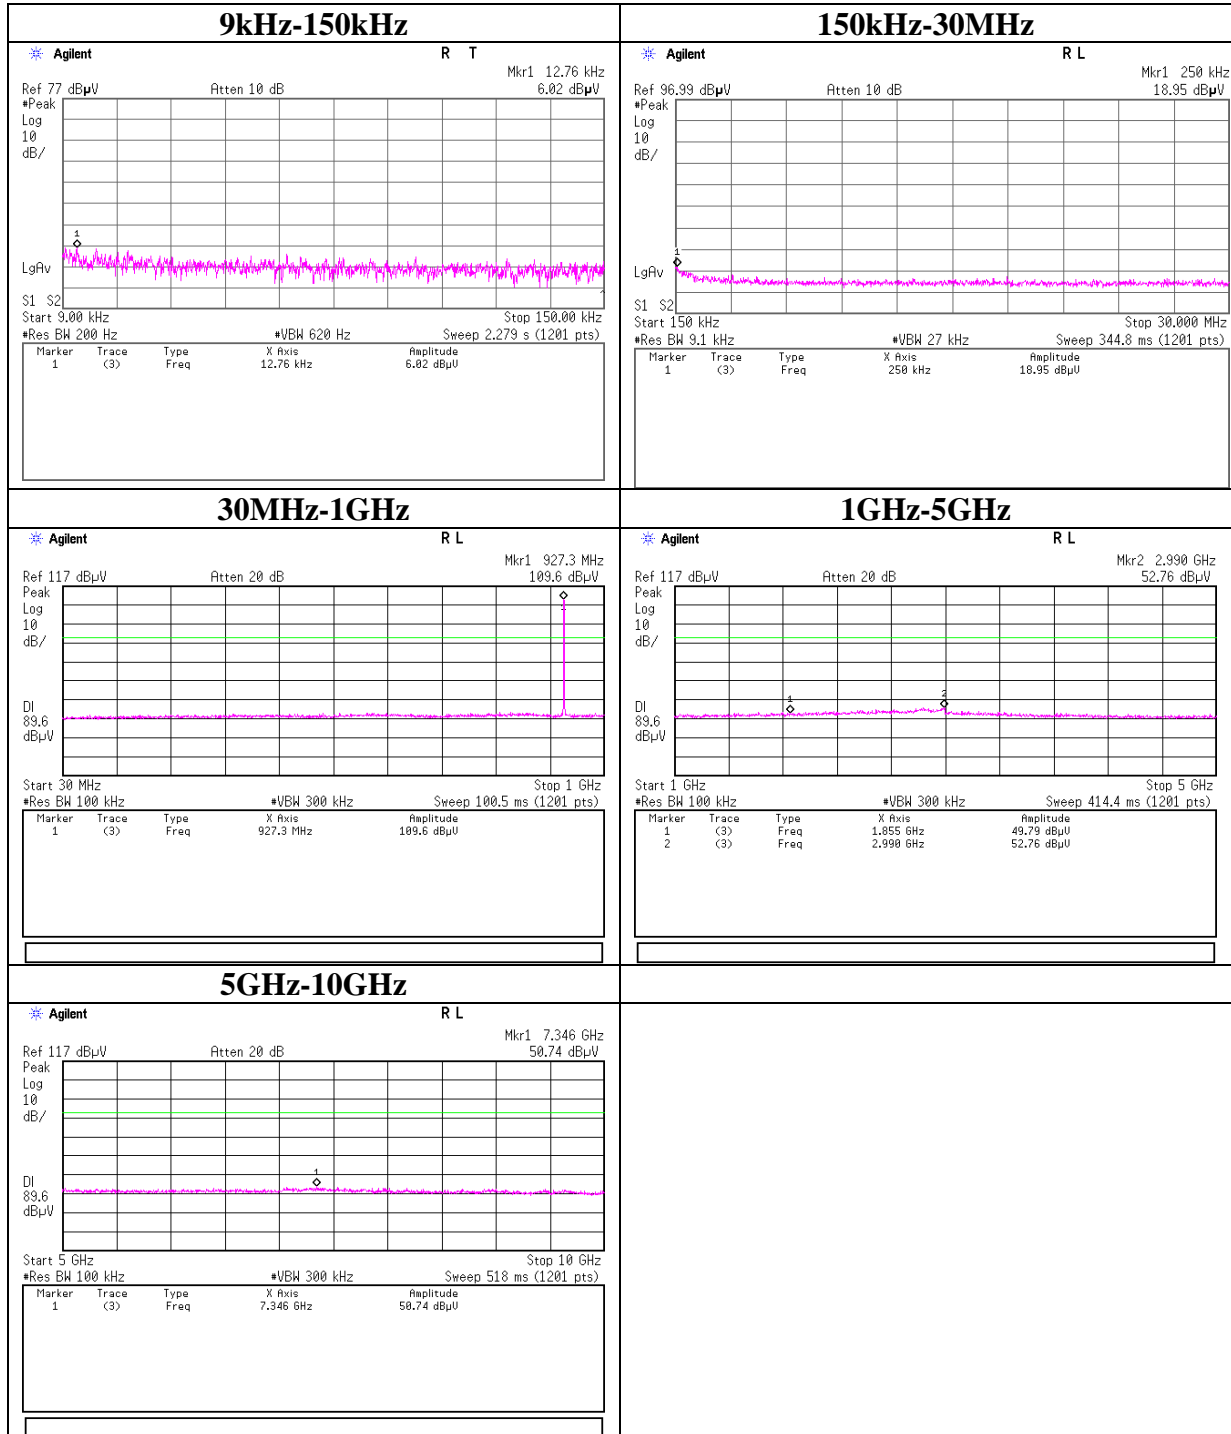 9kHz-150kHz
Agilent R T
Mkr1 12.76 kHz
Ref 77 dBµV Atten 10 dB 6.02 dBµV
#Peak
Log
10
dB/
1
LgAv
S1 S2
Start 9.00 kHz Stop 150.00 kHz
#Res BW 200 Hz #VBW 620 Hz Sweep 2.279 s (1201 pts)
Marker Trace Type X Axis Amplitude
1 (3) Freq 12.76 kHz 6.02 dBµV
150kHz-30MHz
Agilent R L
Mkr1 250 kHz
Ref 96.99 dBµV Atten 10 dB 18.95 dBµV
#Peak
Log
10
dB/
1
LgAv
S1 S2
Start 150 kHz Stop 30.000 MHz
#Res BW 9.1 kHz #VBW 27 kHz Sweep 344.8 ms (1201 pts)
Marker Trace Type X Axis Amplitude
1 (3) Freq 250 kHz 18.95 dBµV
30MHz-1GHz
Agilent R L
Mkr1 927.3 MHz
Ref 117 dBµV Atten 20 dB 109.6 dBµV
Peak
Log
10
dB/
1
DI
89.6
dBµV
Start 30 MHz Stop 1 GHz
#Res BW 100 kHz #VBW 300 kHz Sweep 100.5 ms (1201 pts)
Marker Trace Type X Axis Amplitude
1 (3) Freq 927.3 MHz 109.6 dBµV
1GHz-5GHz
Agilent R L
Mkr2 2.990 GHz
Ref 117 dBµV Atten 20 dB 52.76 dBµV
Peak
Log
10
dB/
1 2
DI
89.6
dBµV
Start 1 GHz Stop 5 GHz
#Res BW 100 kHz #VBW 300 kHz Sweep 414.4 ms (1201 pts)
Marker Trace Type X Axis Amplitude
1 (3) Freq 1.855 GHz 49.79 dBµV
2 (3) Freq 2.990 GHz 52.76 dBµV
5GHz-10GHz
Agilent R L
Mkr1 7.346 GHz
Ref 117 dBµV Atten 20 dB 50.74 dBµV
Peak
Log
10
dB/
1
DI
89.6
dBµV
Start 5 GHz Stop 10 GHz
#Res BW 100 kHz #VBW 300 kHz Sweep 518 ms (1201 pts)
Marker Trace Type X Axis Amplitude
1 (3) Freq 7.346 GHz 50.74 dBµV